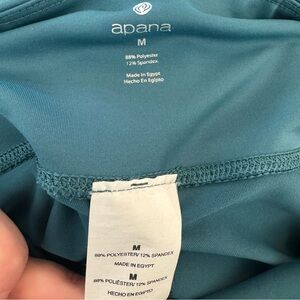 apana
M
88% Polyester
12% Spandex
Made in Egypt
Hecho En Egipto
M
88% POLYESTER/ 12% SPANDEX
MADE IN EGYPT
M
88% POLIÉSTER/ 12% SPANDEX
HECHO EN EGIPTO